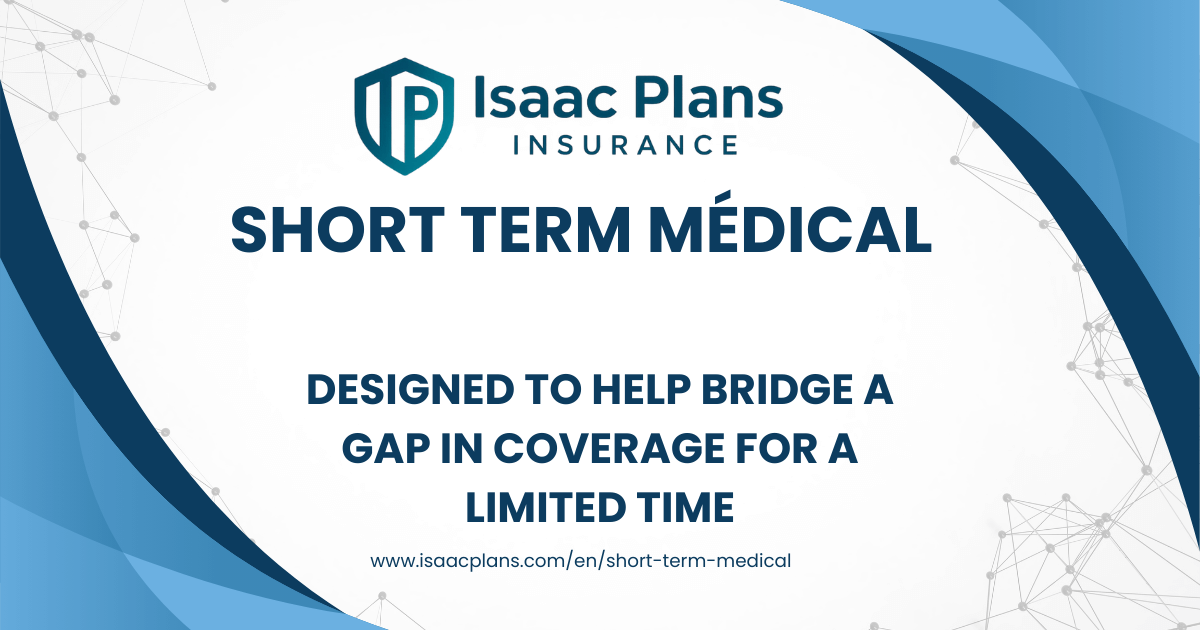 IP
Isaac Plans
INSURANCE
SHORT TERM MÉDICAL
DESIGNED TO HELP BRIDGE A
GAP IN COVERAGE FOR A
LIMITED TIME
www.isaacplans.com/en/short-term-medical